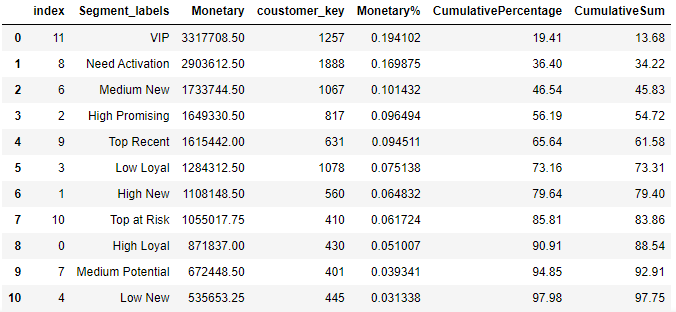 index Segment_labels Monetary coustomer_key Monetary% CumulativePercentage CumulativeSum
0 11 VIP 3317708.50 1257 0.194102 19.41 13.68
1 8 Need Activation 2903612.50 1888 0.169875 36.40 34.22
2 6 Medium New 1733744.50 1067 0.101432 46.54 45.83
3 2 High Promising 1649330.50 817 0.096494 56.19 54.72
4 9 Top Recent 1615442.00 631 0.094511 65.64 61.58
5 3 Low Loyal 1284312.50 1078 0.075138 73.16 73.31
6 1 High New 1108148.50 560 0.064832 79.64 79.40
7 10 Top at Risk 1055017.75 410 0.061724 85.81 83.86
8 0 High Loyal 871837.00 430 0.051007 90.91 88.54
9 7 Medium Potential 672448.50 401 0.039341 94.85 92.91
10 4 Low New 535653.25 445 0.031338 97.98 97.75